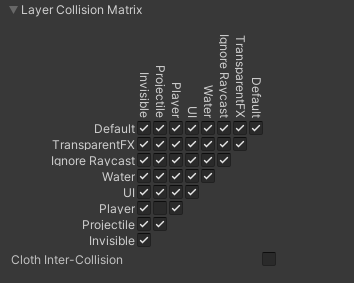 Layer Collision Matrix
Invisible
Projectile
Player
UI
Water
Ignore Raycast
TransparentFX
Default
Default
TransparentFX
Ignore Raycast
Water
UI
Player
Projectile
Invisible
Cloth Inter-Collision